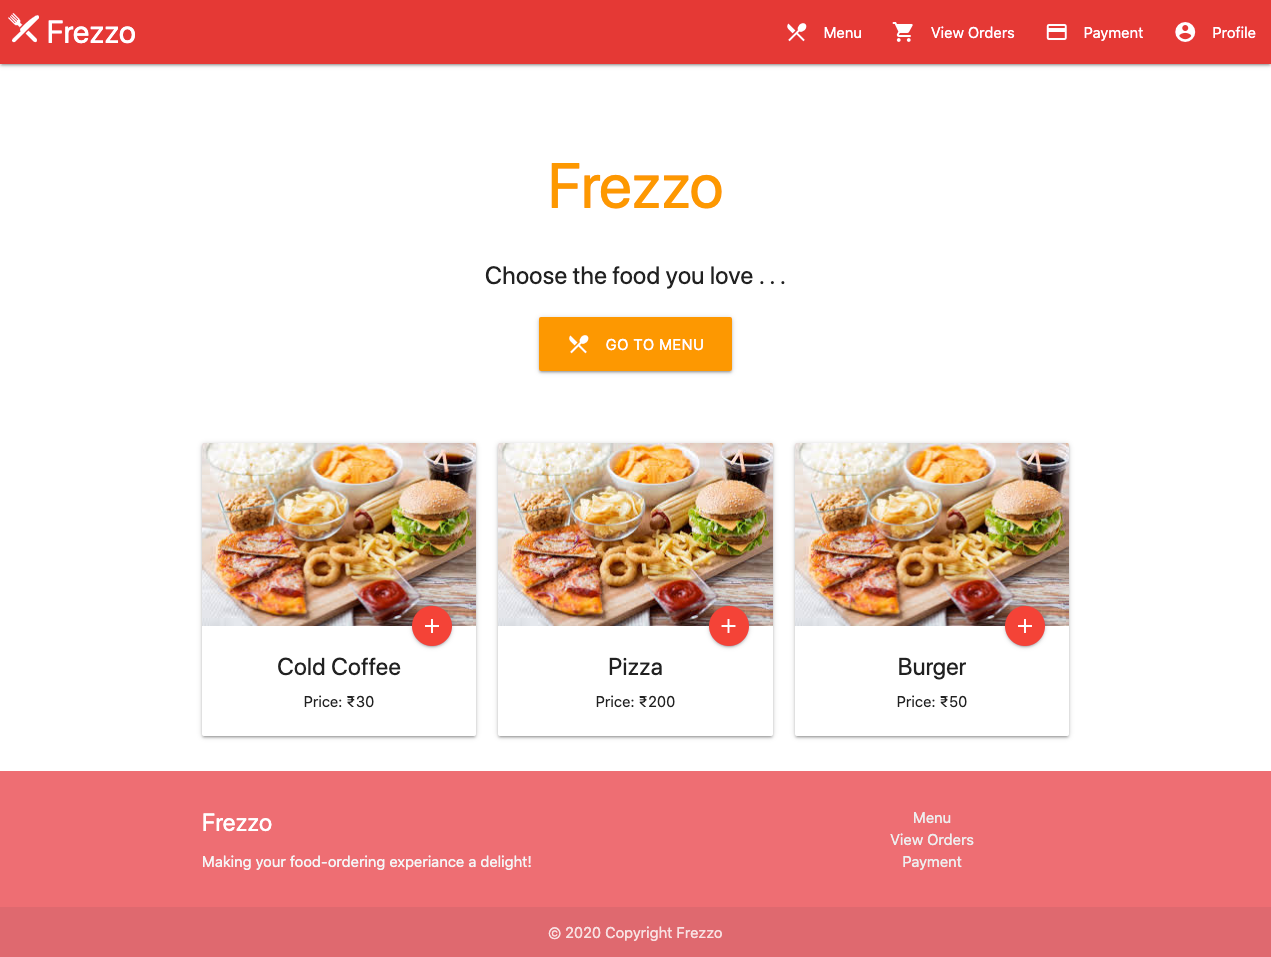 Frezzo
Menu
View Orders
Payment
Profile
Frezzo
Choose the food you love . . .
GO TO MENU
Cold Coffee
Price: ₹30
Pizza
Price: ₹200
Burger
Price: ₹50
Frezzo
Making your food-ordering experiance a delight!
Menu
View Orders
Payment
© 2020 Copyright Frezzo